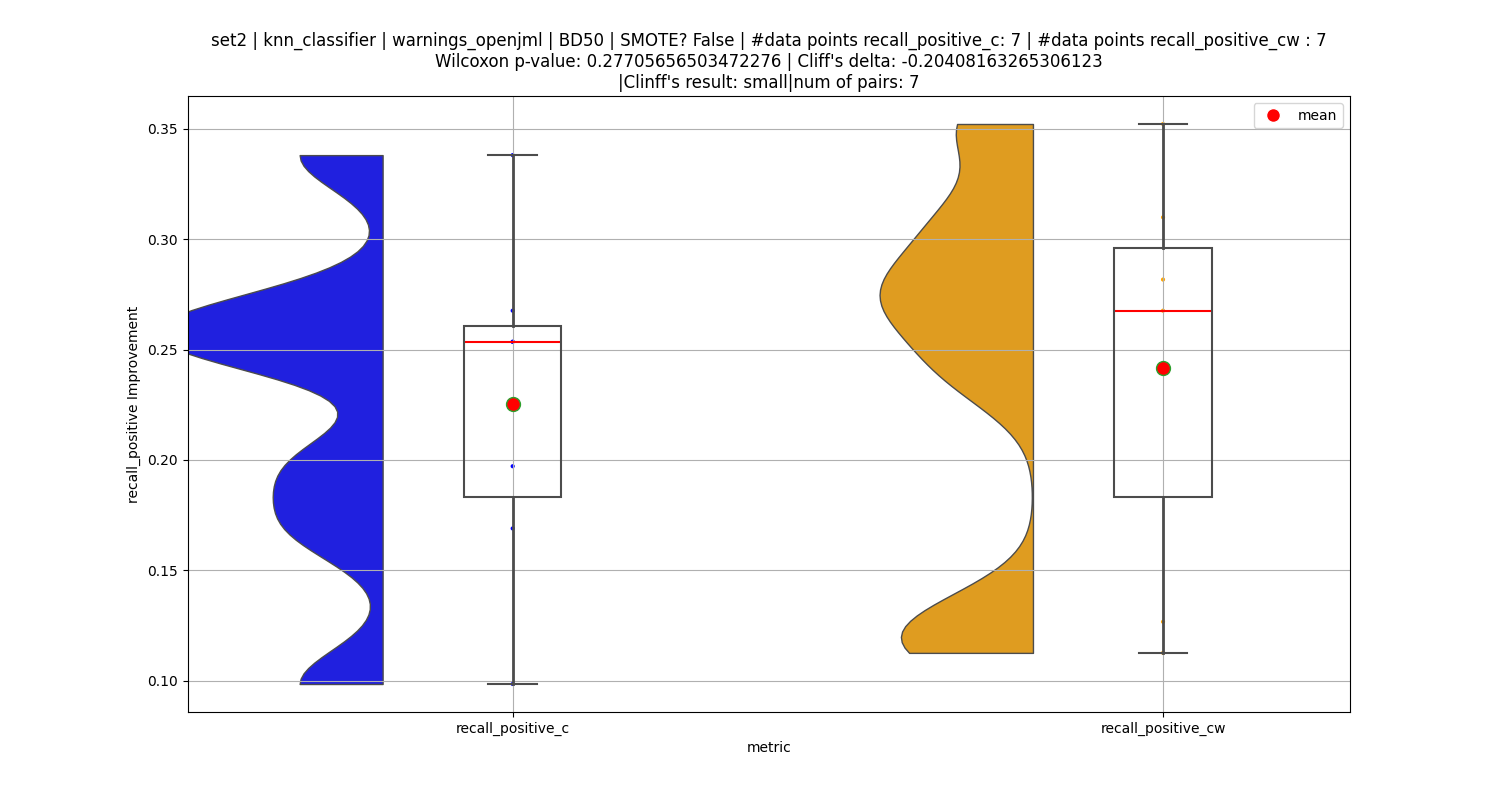 set2 | knn_classifier | warnings_openjml | BD50 | SMOTE? False | #data points recall_positive_c: 7 | #data points recall_positive_cw : 7
Wilcoxon p-value: 0.27705656503472276 | Cliff's delta: -0.20408163265306123
|Clinff's result: small|num of pairs: 7
mean
0.35
0.30
0.25
0.20
0.15
0.10
recall_positive Improvement
recall_positive_c
recall_positive_cw
metric